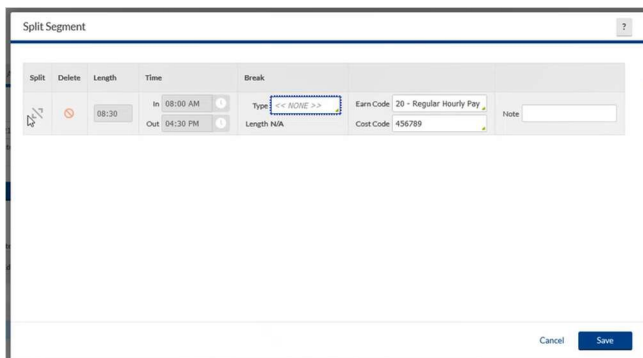 Split Segment ?
Split Delete Length Time Break
In 08:00 AM Type << NONE >> Earn Code 20 - Regular Hourly Pay
08:30 Note
Out 04:30 PM Length N/A Cost Code 456789
Cancel Save